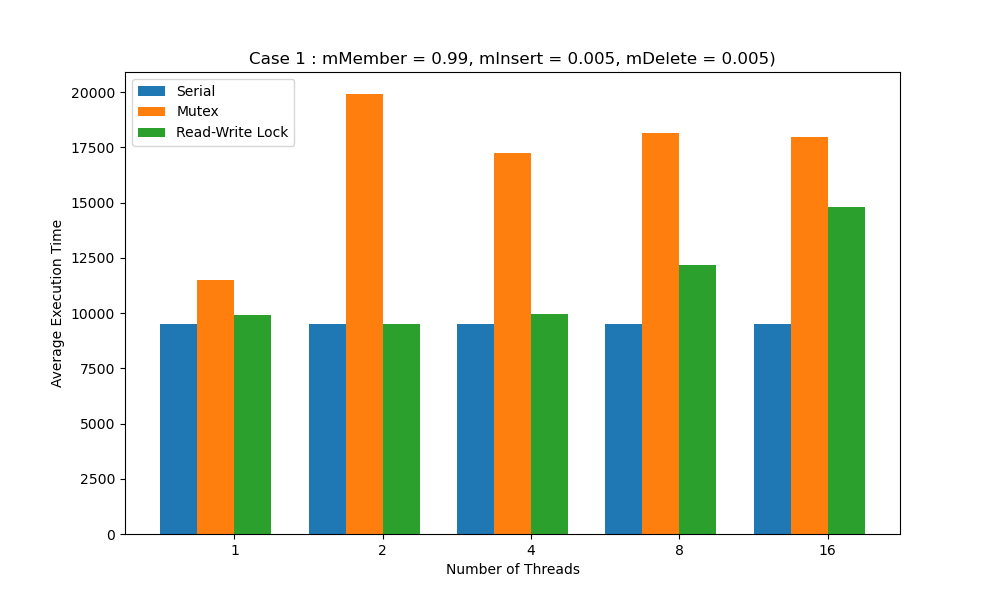 Case 1 : mMember = 0.99, mInsert = 0.005, mDelete = 0.005)
Serial
Mutex
Read-Write Lock
Average Execution Time
20000
17500
15000
12500
10000
7500
5000
2500
0
1 2 4 8 16
Number of Threads